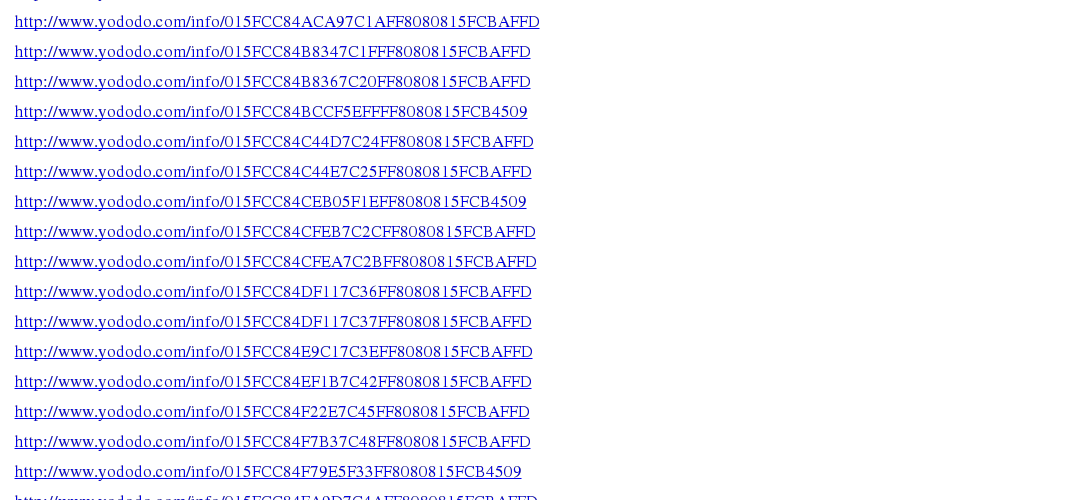 http://www.yododo.com/info/015FCC84ACA97C1AFF8080815FCBAFFD
http://www.yododo.com/info/015FCC84B8347C1FFF8080815FCBAFFD
http://www.yododo.com/info/015FCC84B8367C20FF8080815FCBAFFD
http://www.yododo.com/info/015FCC84BCCF5EFFFF8080815FCB4509
http://www.yododo.com/info/015FCC84C44D7C24FF8080815FCBAFFD
http://www.yododo.com/info/015FCC84C44E7C25FF8080815FCBAFFD
http://www.yododo.com/info/015FCC84CEB05F1EFF8080815FCB4509
http://www.yododo.com/info/015FCC84CFEB7C2CFF8080815FCBAFFD
http://www.yododo.com/info/015FCC84CFEA7C2BFF8080815FCBAFFD
http://www.yododo.com/info/015FCC84DF117C36FF8080815FCBAFFD
http://www.yododo.com/info/015FCC84DF117C37FF8080815FCBAFFD
http://www.yododo.com/info/015FCC84E9C17C3EFF8080815FCBAFFD
http://www.yododo.com/info/015FCC84EF1B7C42FF8080815FCBAFFD
http://www.yododo.com/info/015FCC84F22E7C45FF8080815FCBAFFD
http://www.yododo.com/info/015FCC84F7B37C48FF8080815FCBAFFD
http://www.yododo.com/info/015FCC84F79E5F33FF8080815FCB4509